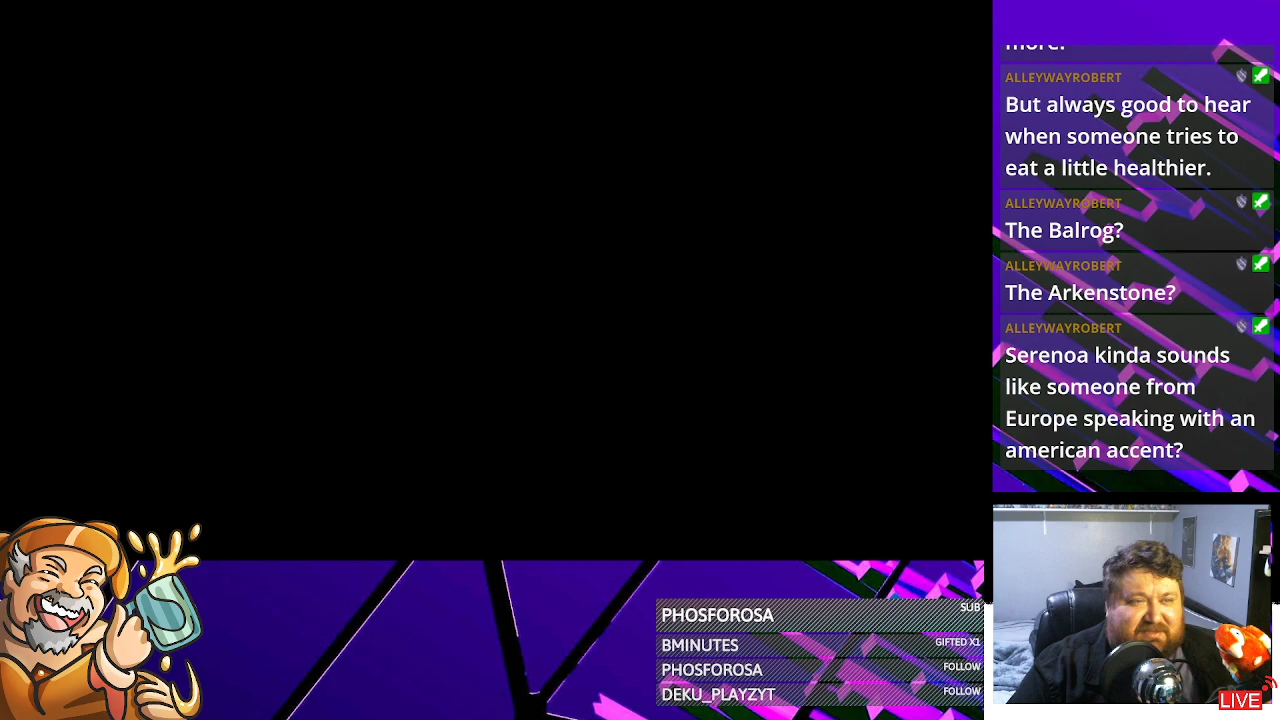 more.
ALLEYWAYROBERT
But always good to hear
when someone tries to
eat a little healthier.
ALLEYWAYROBERT
The Balrog?
ALLEYWAYROBERT
The Arkenstone?
ALLEYWAYROBERT
Serenoa kinda sounds
like someone from
Europe speaking with an
american accent?
PHOSFOROSA SUB
BMINUTES GIFTED X1
PHOSFOROSA FOLLOW
DEKU_PLAYZYT FOLLOW
LIVE